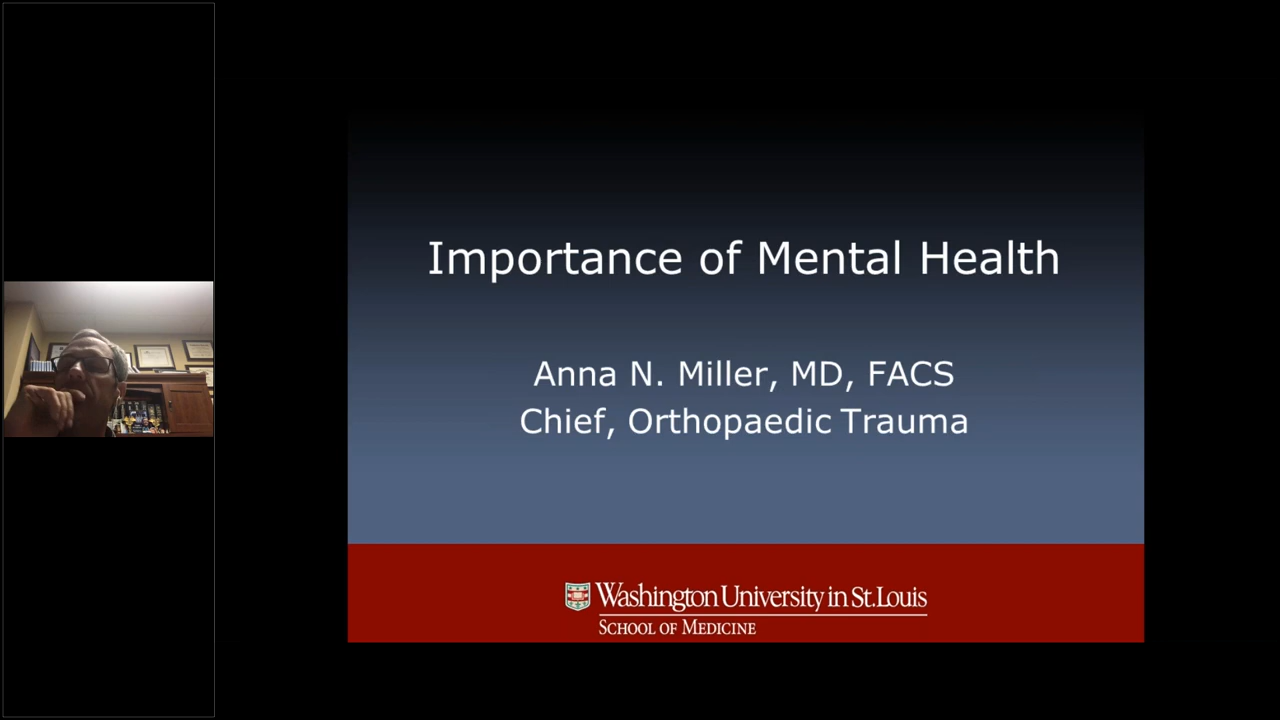 Importance of Mental Health
Anna N. Miller, MD, FACS
Chief, Orthopaedic Trauma
Washington University in St. Louis
SCHOOL OF MEDICINE